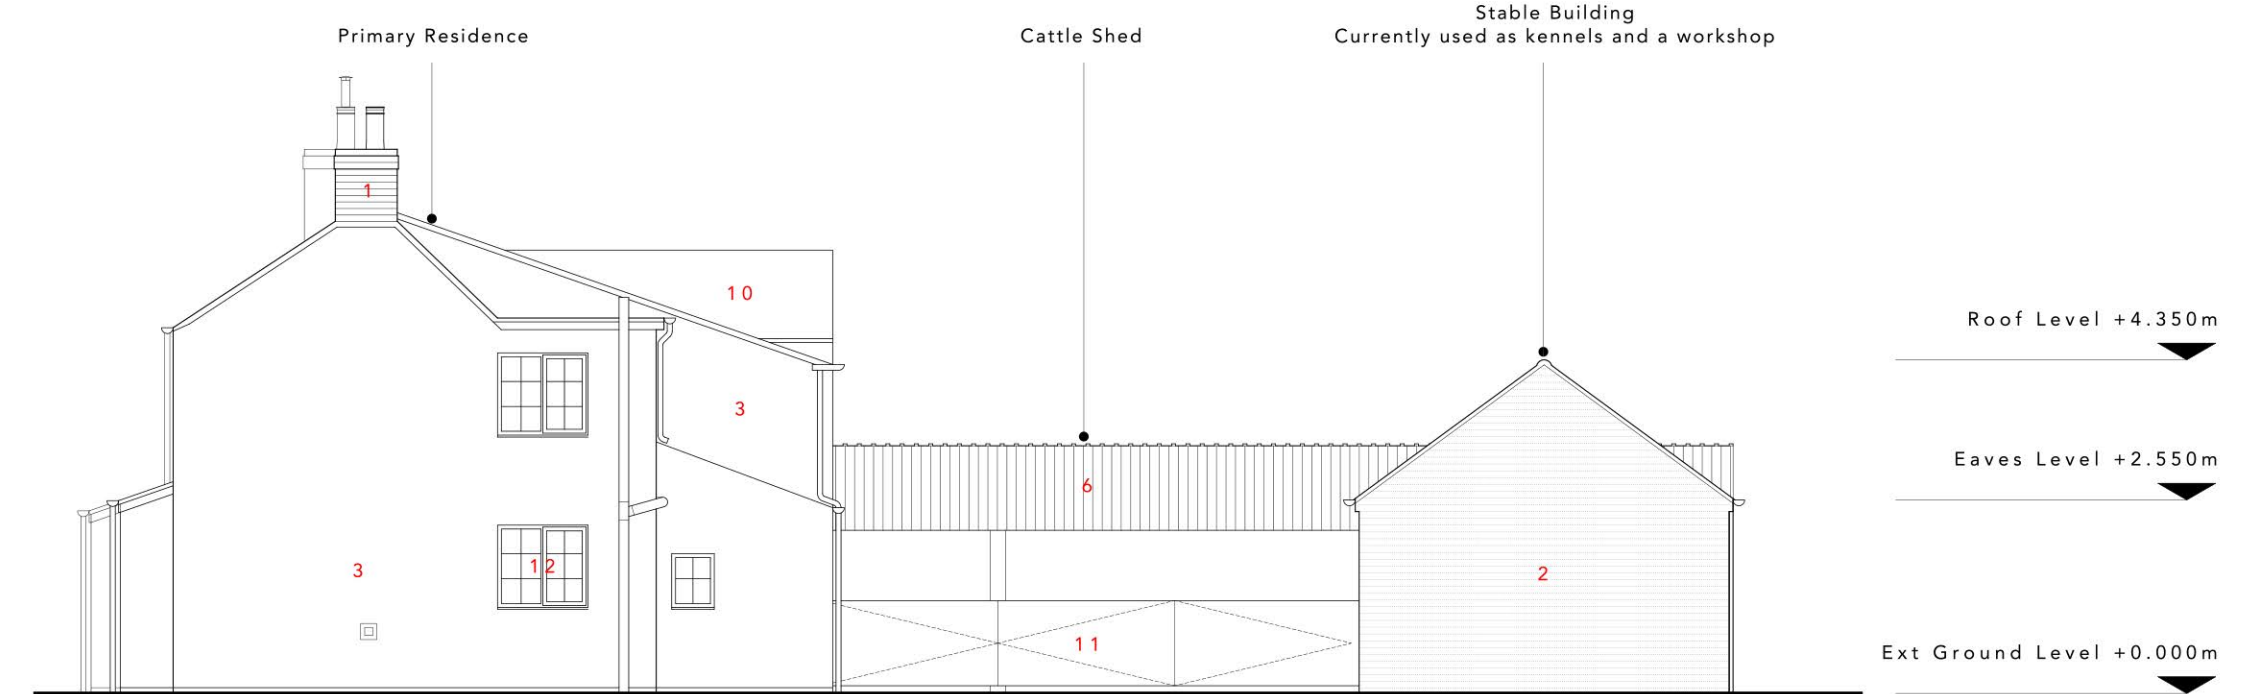 Stable Building
Primary Residence
Cattle Shed
Currently used as kennels and a workshop
1
10
Roof Level +4.350m
3
Eaves Level +2.550m
6
3
12
2
11
Ext Ground Level +0.000m